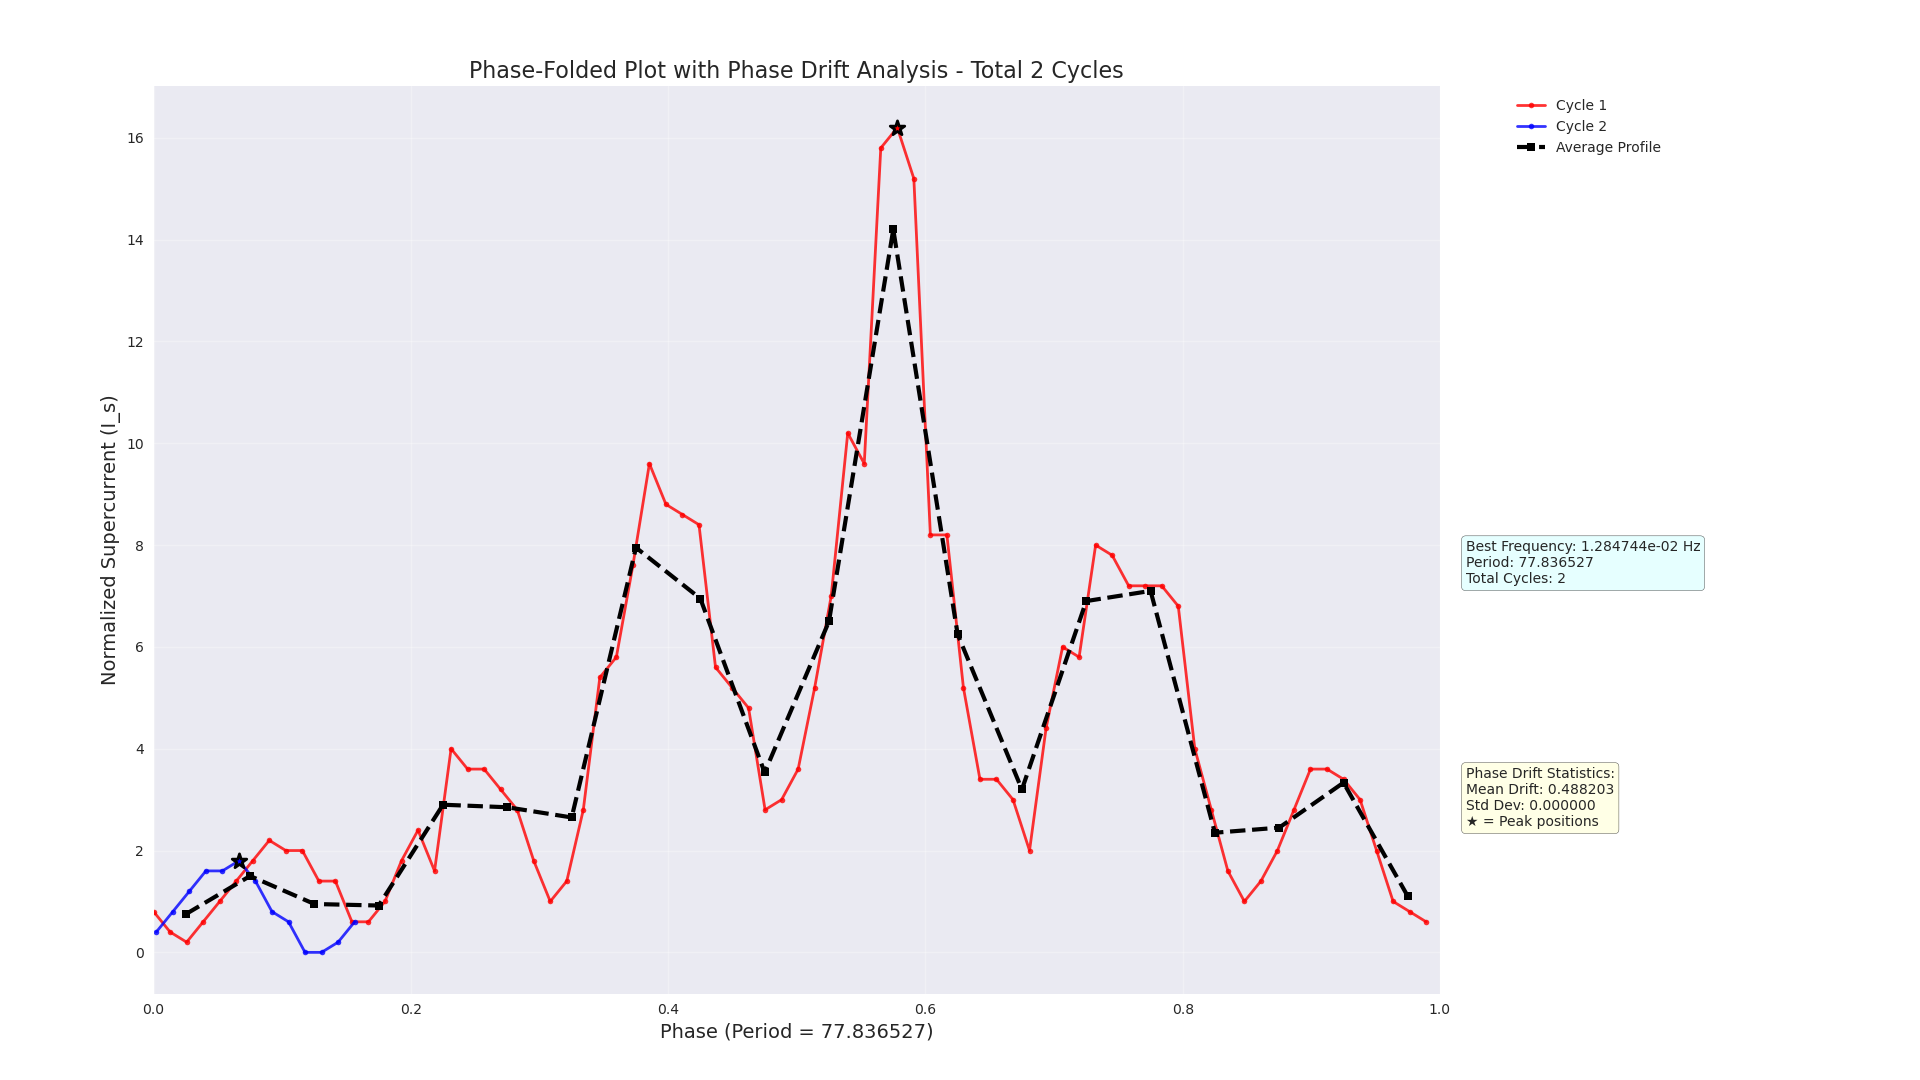 Phase-Folded Plot with Phase Drift Analysis - Total 2 Cycles
Cycle 1
Cycle 2
Average Profile
Normalized Supercurrent (I_s)
16
14
12
10
8
6
4
2
0
0.0
0.2
0.4
0.6
0.8
1.0
Phase (Period = 77.836527)
Best Frequency: 1.284744e-02 Hz
Period: 77.836527
Total Cycles: 2
Phase Drift Statistics:
Mean Drift: 0.488203
Std Dev: 0.000000
★ = Peak positions